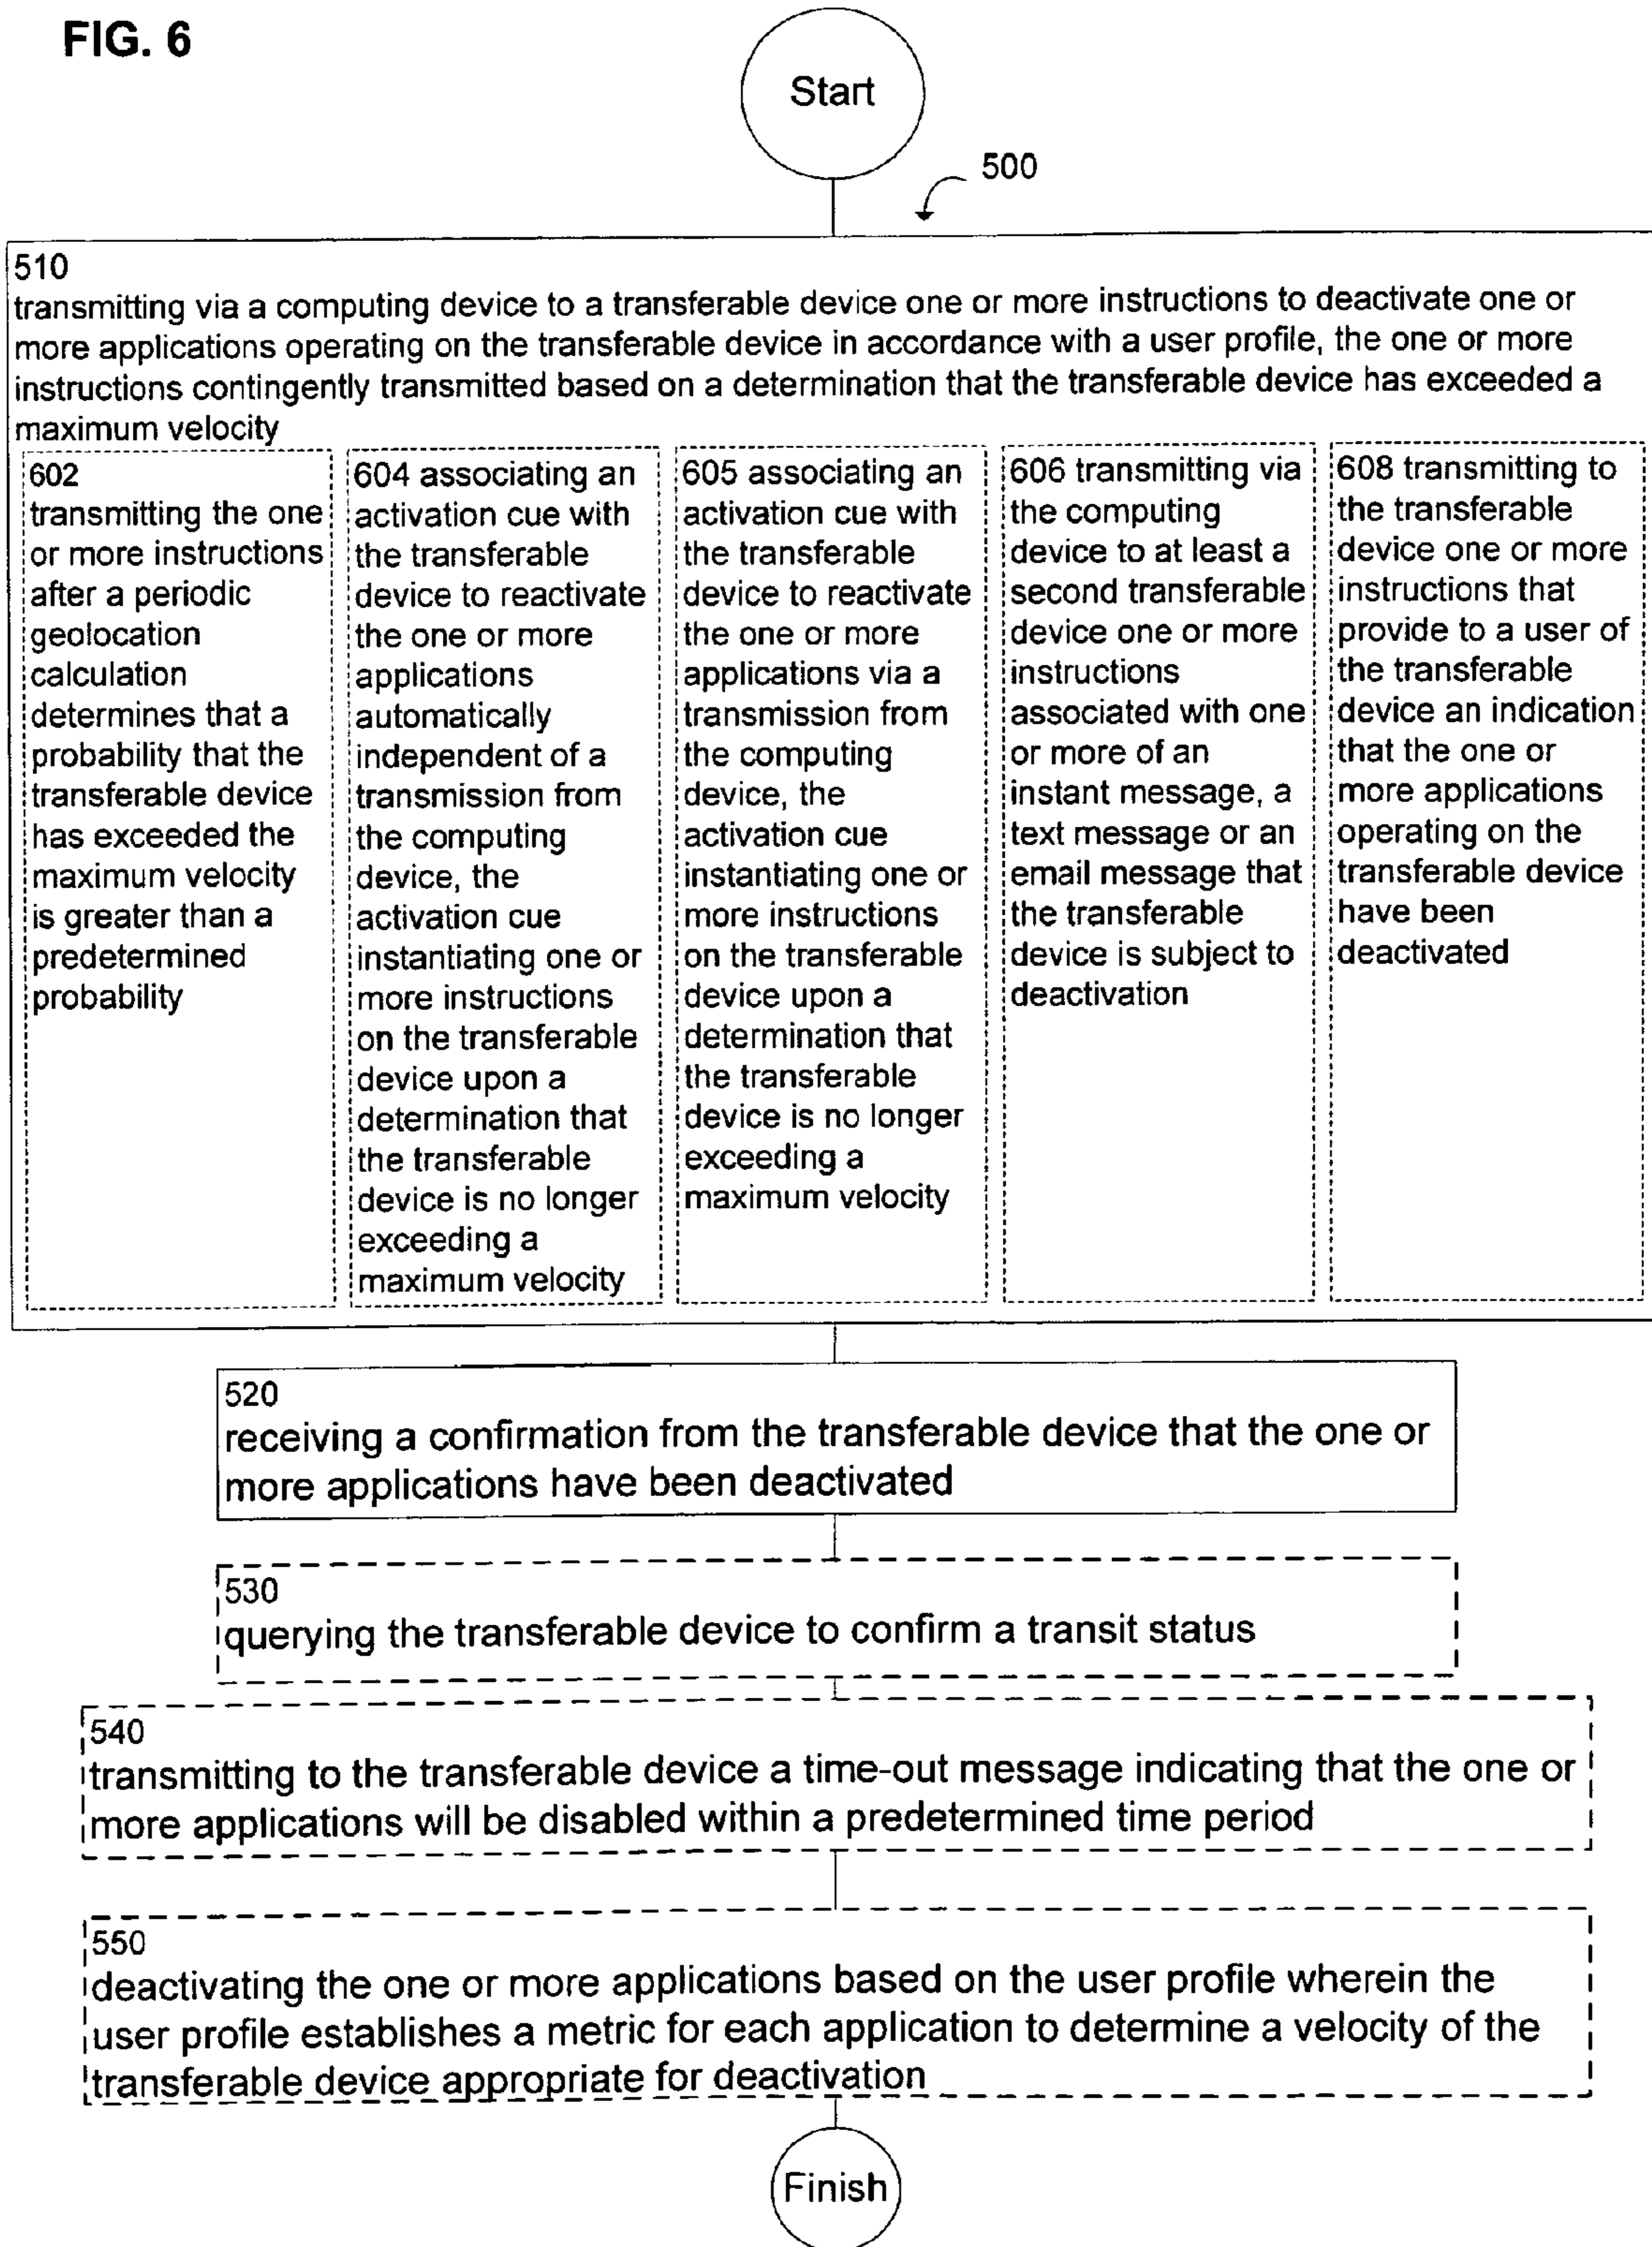 FIG. 6
Start
500
510
transmitting via a computing device to a transferable device one or more instructions to deactivate one or
more applications operating on the transferable device in accordance with a user profile, the one or more
instructions contingently transmitted based on a determination that the transferable device has exceeded a
maximum velocity
602
transmitting the one
or more instructions
after a periodic
geolocation
calculation
determines that a
probability that the
transferable device
has exceeded the
maximum velocity
is greater than a
predetermined
probability
604 associating an
activation cue with
the transferable
device to reactivate
the one or more
applications
automatically
independent of a
transmission from
the computing
device, the
activation cue
instantiating one or
more instructions
on the transferable
device upon a
determination that
the transferable
device is no longer
exceeding a
maximum velocity
605 associating an
activation cue with
the transferable
device to reactivate
the one or more
applications via a
transmission from
the computing
device, the
activation cue
instantiating one or
more instructions
on the transferable
device upon a
determination that
the transferable
device is no longer
exceeding a
maximum velocity
606 transmitting via
the computing
device to at least a
second transferable
device one or more
instructions
associated with one
or more of an
instant message, a
text message or an
email message that
the transferable
device is subject to
deactivation
608 transmitting to
the transferable
device one or more
instructions that
provide to a user of
the transferable
device an indication
that the one or
more applications
operating on the
transferable device
have been
deactivated
520
receiving a confirmation from the transferable device that the one or
more applications have been deactivated
530
querying the transferable device to confirm a transit status
540
transmitting to the transferable device a time-out message indicating that the one or
more applications will be disabled within a predetermined time period
550
deactivating the one or more applications based on the user profile wherein the
user profile establishes a metric for each application to determine a velocity of the
transferable device appropriate for deactivation
Finish